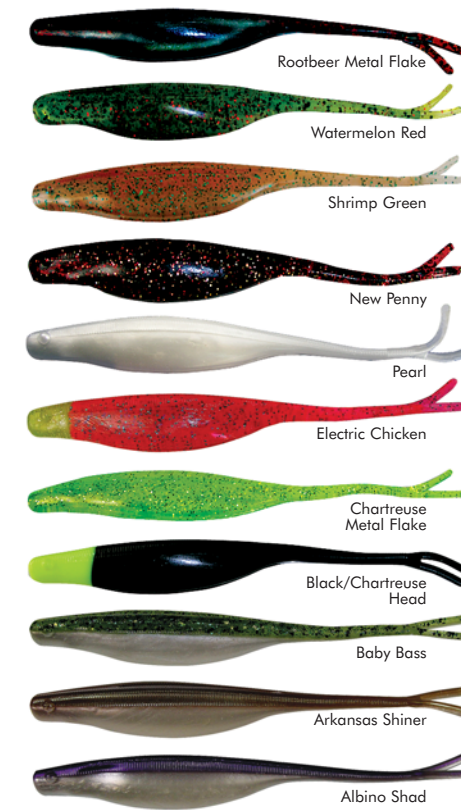 Rootbeer Metal Flake
Watermelon Red
Shrimp Green
New Penny
Pearl
Electric Chicken
Chartreuse
Metal Flake
Black/Chartreuse
Head
Baby Bass
Arkansas Shiner
Albino Shad